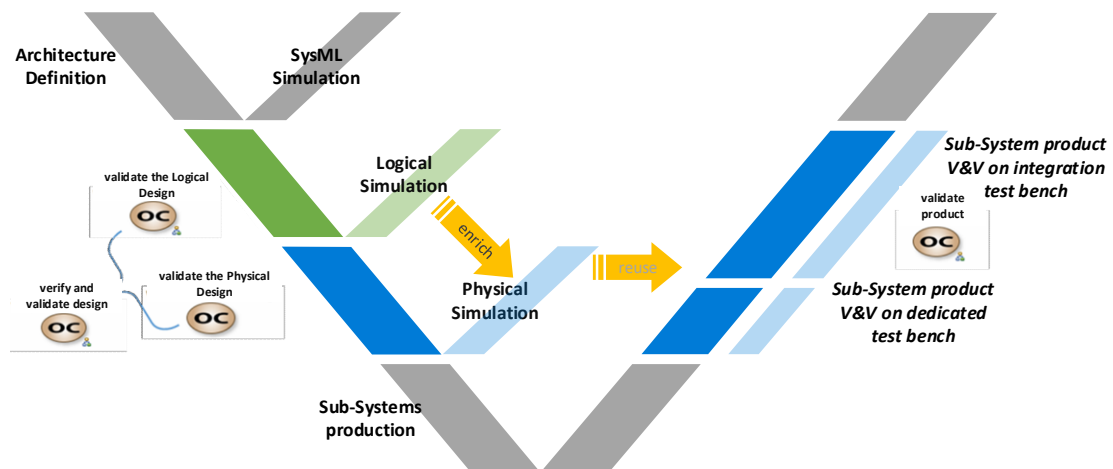 Architecture
Definition
SysML
Simulation
Logical
Simulation
validate the Logical
Design
OC
enrich
verify and
validate design
OC
validate the Physical
Design
OC
Physical
Simulation
reuse
Sub-Systems
production
Sub-System product
V&V on integration
test bench
validate
product
OC
Sub-System product
V&V on dedicated
test bench